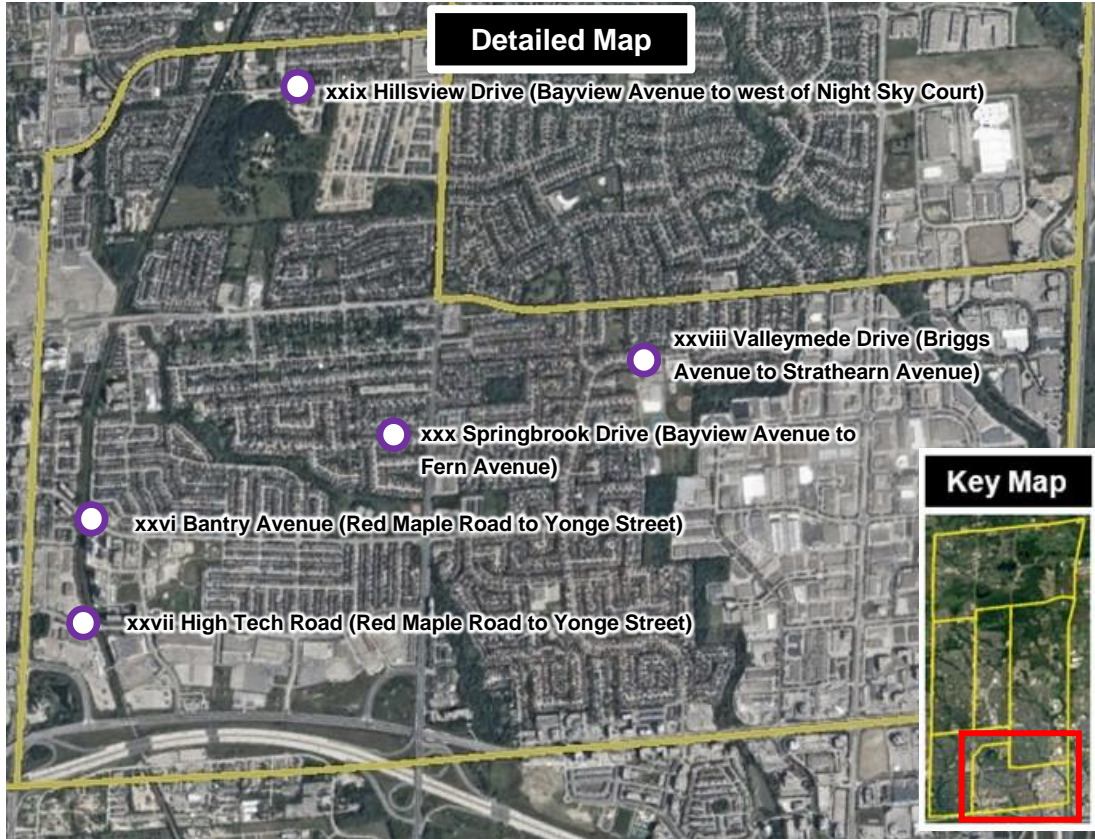 Detailed Map
xxix Hillsview Drive (Bayview Avenue to west of Night Sky Court)
xxviii Valleymede Drive (Briggs
Avenue to Strathearn Avenue)
xxx Springbrook Drive (Bayview Avenue to
Fern Avenue)
Key Map
xxvi Bantry Avenue (Red Maple Road to Yonge Street)
xxvii High Tech Road (Red Maple Road to Yonge Street)